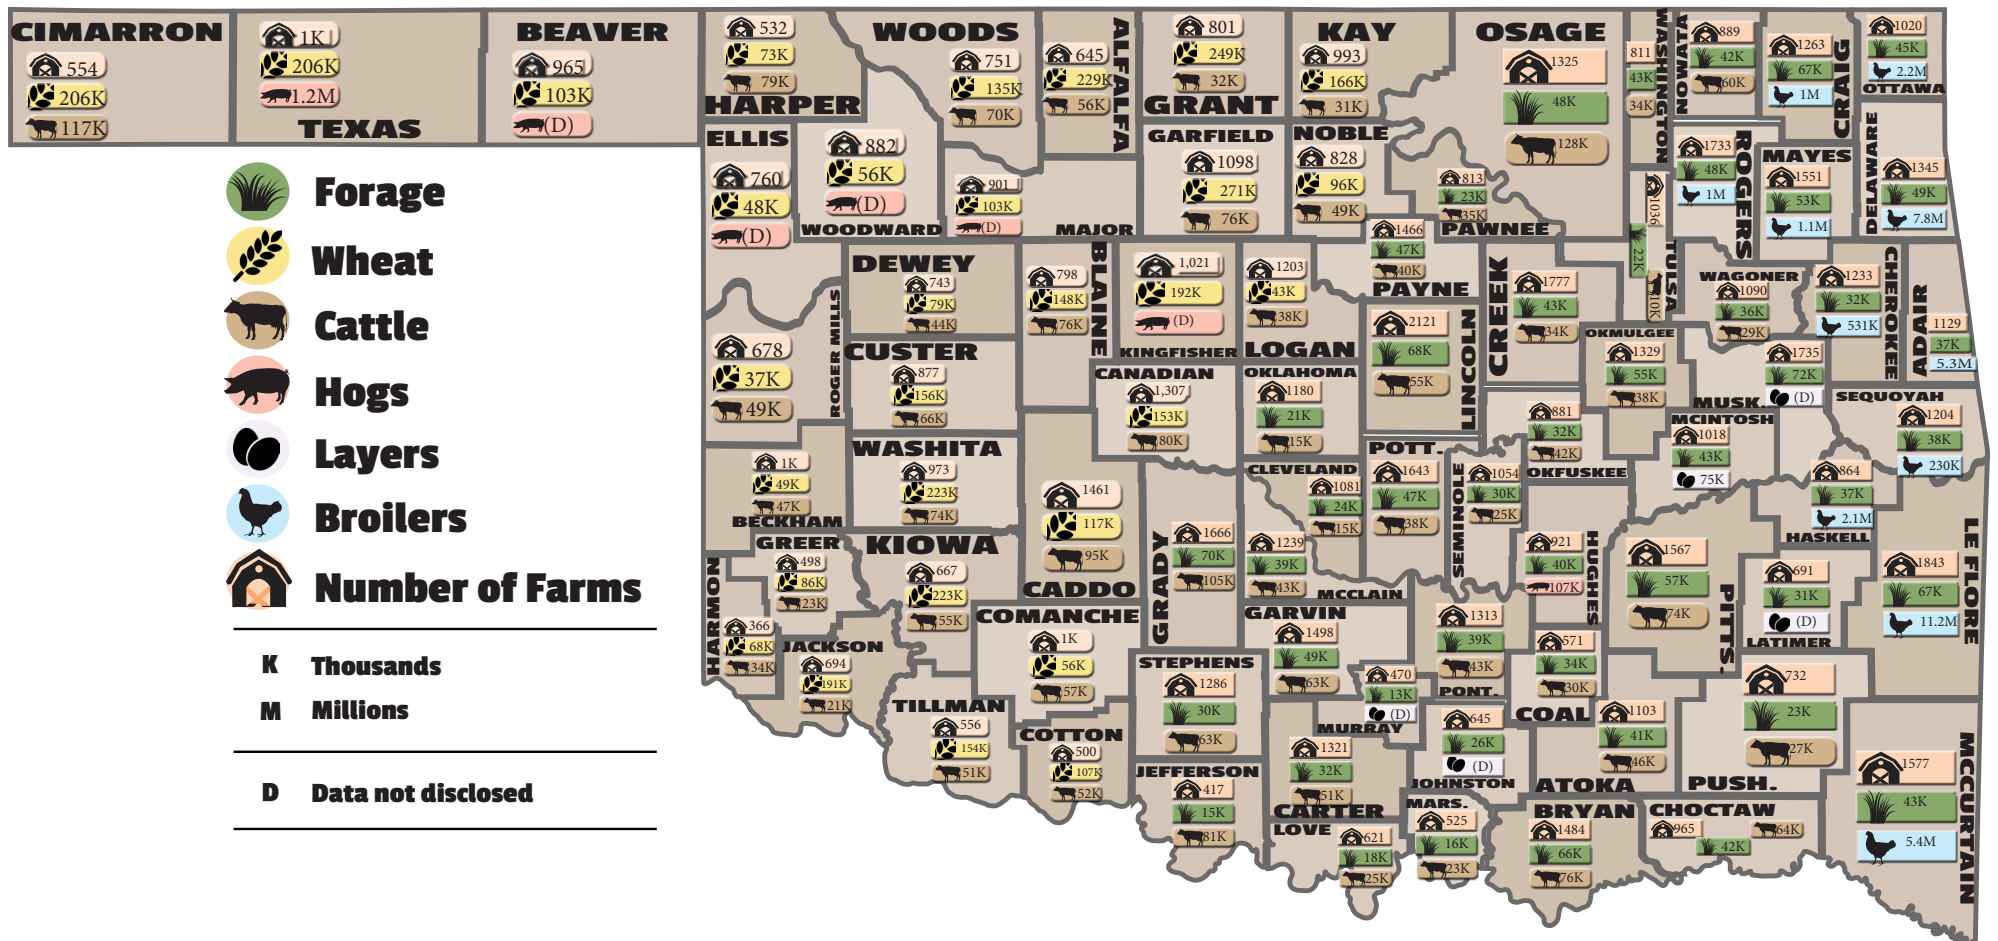 CIMARRON
554
206K
117K
1K
206K
1.2M
TEXAS
BEAVER
965
103K
(D)
532
73K
79K
HARPER
WOODS
751
135K
70K
ALFALFA
645
229K
56K
801
249K
32K
GRANT
KAY
993
166K
31K
OSAGE
1325
48K
128K
WASHINGTON
811
43K
34K
NOWATA
889
42K
60K
CRAIG
1263
67K
1M
1020
45K
2.2M
OTTAWA
ELLIS
760
48K
(D)
882
56K
(D)
WOODWARD
901
103K
(D)
MAJOR
GARFIELD
1098
271K
76K
NOBLE
828
96K
49K
813
23K
35K
PAWNEE
1036
22K
10K
TULSA
1733
48K
1M
ROGERS
MAYES
1551
53K
1.1M
DELAWARE
1345
49K
7.8M
Forage
Wheat
Cattle
Hogs
Layers
Broilers
Number of Farms
K Thousands
M Millions
D Data not disclosed
678
37K
49K
ROGER MILLS
DEWEY
743
79K
44K
BLAINE
798
148K
76K
1,021
192K
(D)
KINGFISHER
1203
43K
38K
LOGAN
1466
47K
40K
PAYNE
2121
68K
55K
LINCOLN
CREEK
1777
43K
34K
OKMULGEE
1329
55K
38K
WAGONER
1090
36K
29K
1233
32K
531K
CHEROKEE
ADAIR
1129
37K
5.3M
CUSTER
877
156K
66K
CANADIAN
1,307
153K
80K
OKLAHOMA
1180
21K
15K
1735
72K
(D)
MUSK.
SEQUOYAH
1204
38K
230K
1K
49K
47K
BECKHAM
WASHITA
973
223K
74K
1461
117K
95K
CADDO
GRADY
1666
70K
105K
CLEVELAND
1081
24K
15K
POTT.
1643
47K
38K
SEMINOLE
1054
30K
25K
881
32K
42K
OKFUSKEE
MCINTOSH
1018
43K
75K
864
37K
2.1M
HASKELL
LE FLORE
1843
67K
11.2M
GREER
498
86K
23K
HARMON
366
68K
34K
JACKSON
694
191K
21K
KIOWA
667
223K
55K
COMANCHE
1K
56K
57K
1239
39K
43K
MCCLAIN
GARVIN
1498
49K
63K
921
40K
107K
HUGHES
1567
57K
74K
PITTS.
691
31K
(D)
LATIMER
TILLMAN
556
154K
51K
COTTON
500
107K
52K
STEPHENS
1286
30K
63K
470
13K
(D)
MURRAY
1313
39K
43K
PONT.
571
34K
30K
COAL
1103
41K
46K
ATOKA
732
23K
27K
PUSH.
JEFFERSON
417
15K
81K
1321
32K
51K
CARTER
645
26K
(D)
JOHNSTON
LOVE
621
18K
25K
MARS.
525
16K
23K
BRYAN
1484
66K
76K
CHOCTAW
965
42K
64K
1577
43K
5.4M
MCCURTAIN